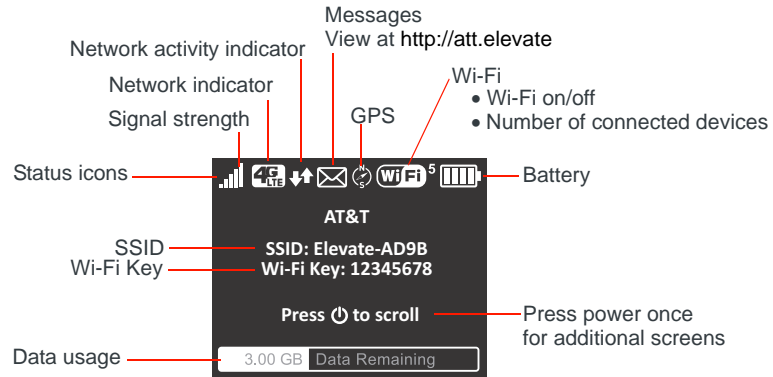 Messages
View at http://att.elevate
Network activity indicator
Wi-Fi
• Wi-Fi on/off
• Number of connected devices
Network indicator
Signal strength
GPS
Status icons
4G LTE
N
S
WiFi 5
Battery
AT&T
SSID
SSID: Elevate-AD9B
Wi-Fi Key
Wi-Fi Key: 12345678
Press ⏻ to scroll
Press power once
for additional screens
Data usage
3.00 GB Data Remaining